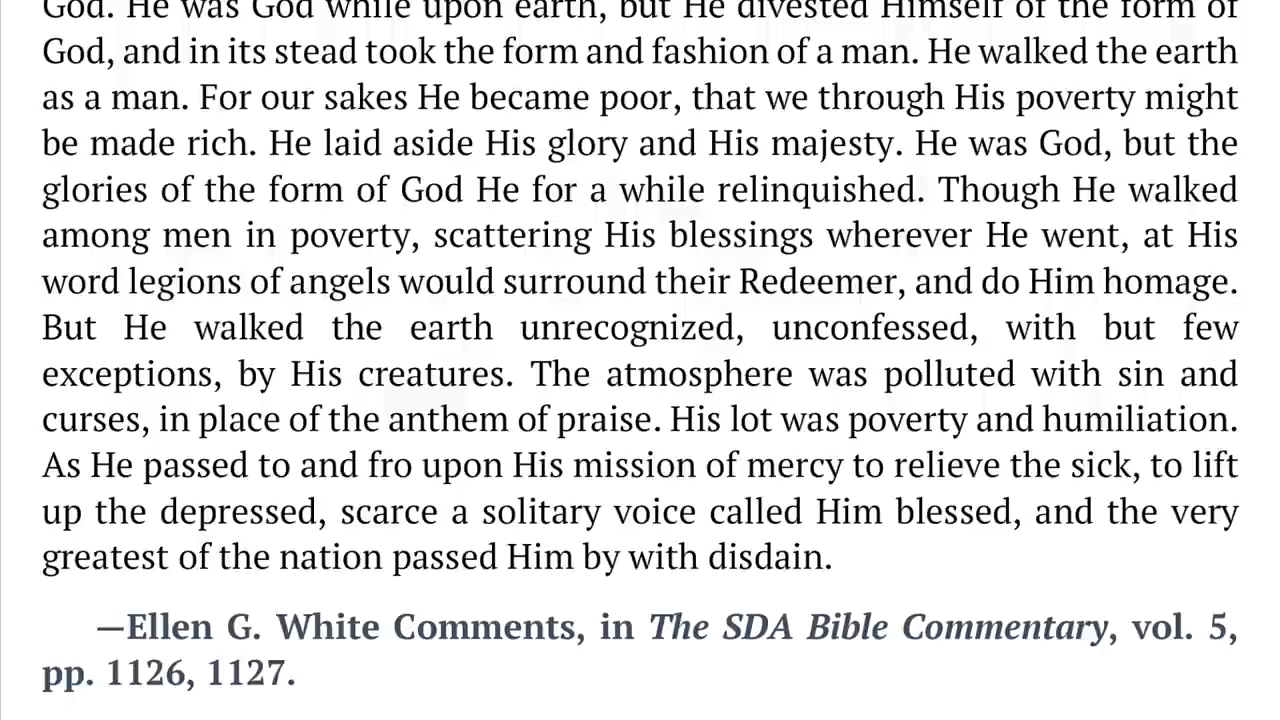 God. He was God while upon earth, but He divested Himself of the form of
God, and in its stead took the form and fashion of a man. He walked the earth
as a man. For our sakes He became poor, that we through His poverty might
be made rich. He laid aside His glory and His majesty. He was God, but the
glories of the form of God He for a while relinquished. Though He walked
among men in poverty, scattering His blessings wherever He went, at His
word legions of angels would surround their Redeemer, and do Him homage.
But He walked the earth unrecognized, unconfessed, with but few
exceptions, by His creatures. The atmosphere was polluted with sin and
curses, in place of the anthem of praise. His lot was poverty and humiliation.
As He passed to and fro upon His mission of mercy to relieve the sick, to lift
up the depressed, scarce a solitary voice called Him blessed, and the very
greatest of the nation passed Him by with disdain.
—Ellen G. White Comments, in The SDA Bible Commentary, vol. 5,
pp. 1126, 1127.